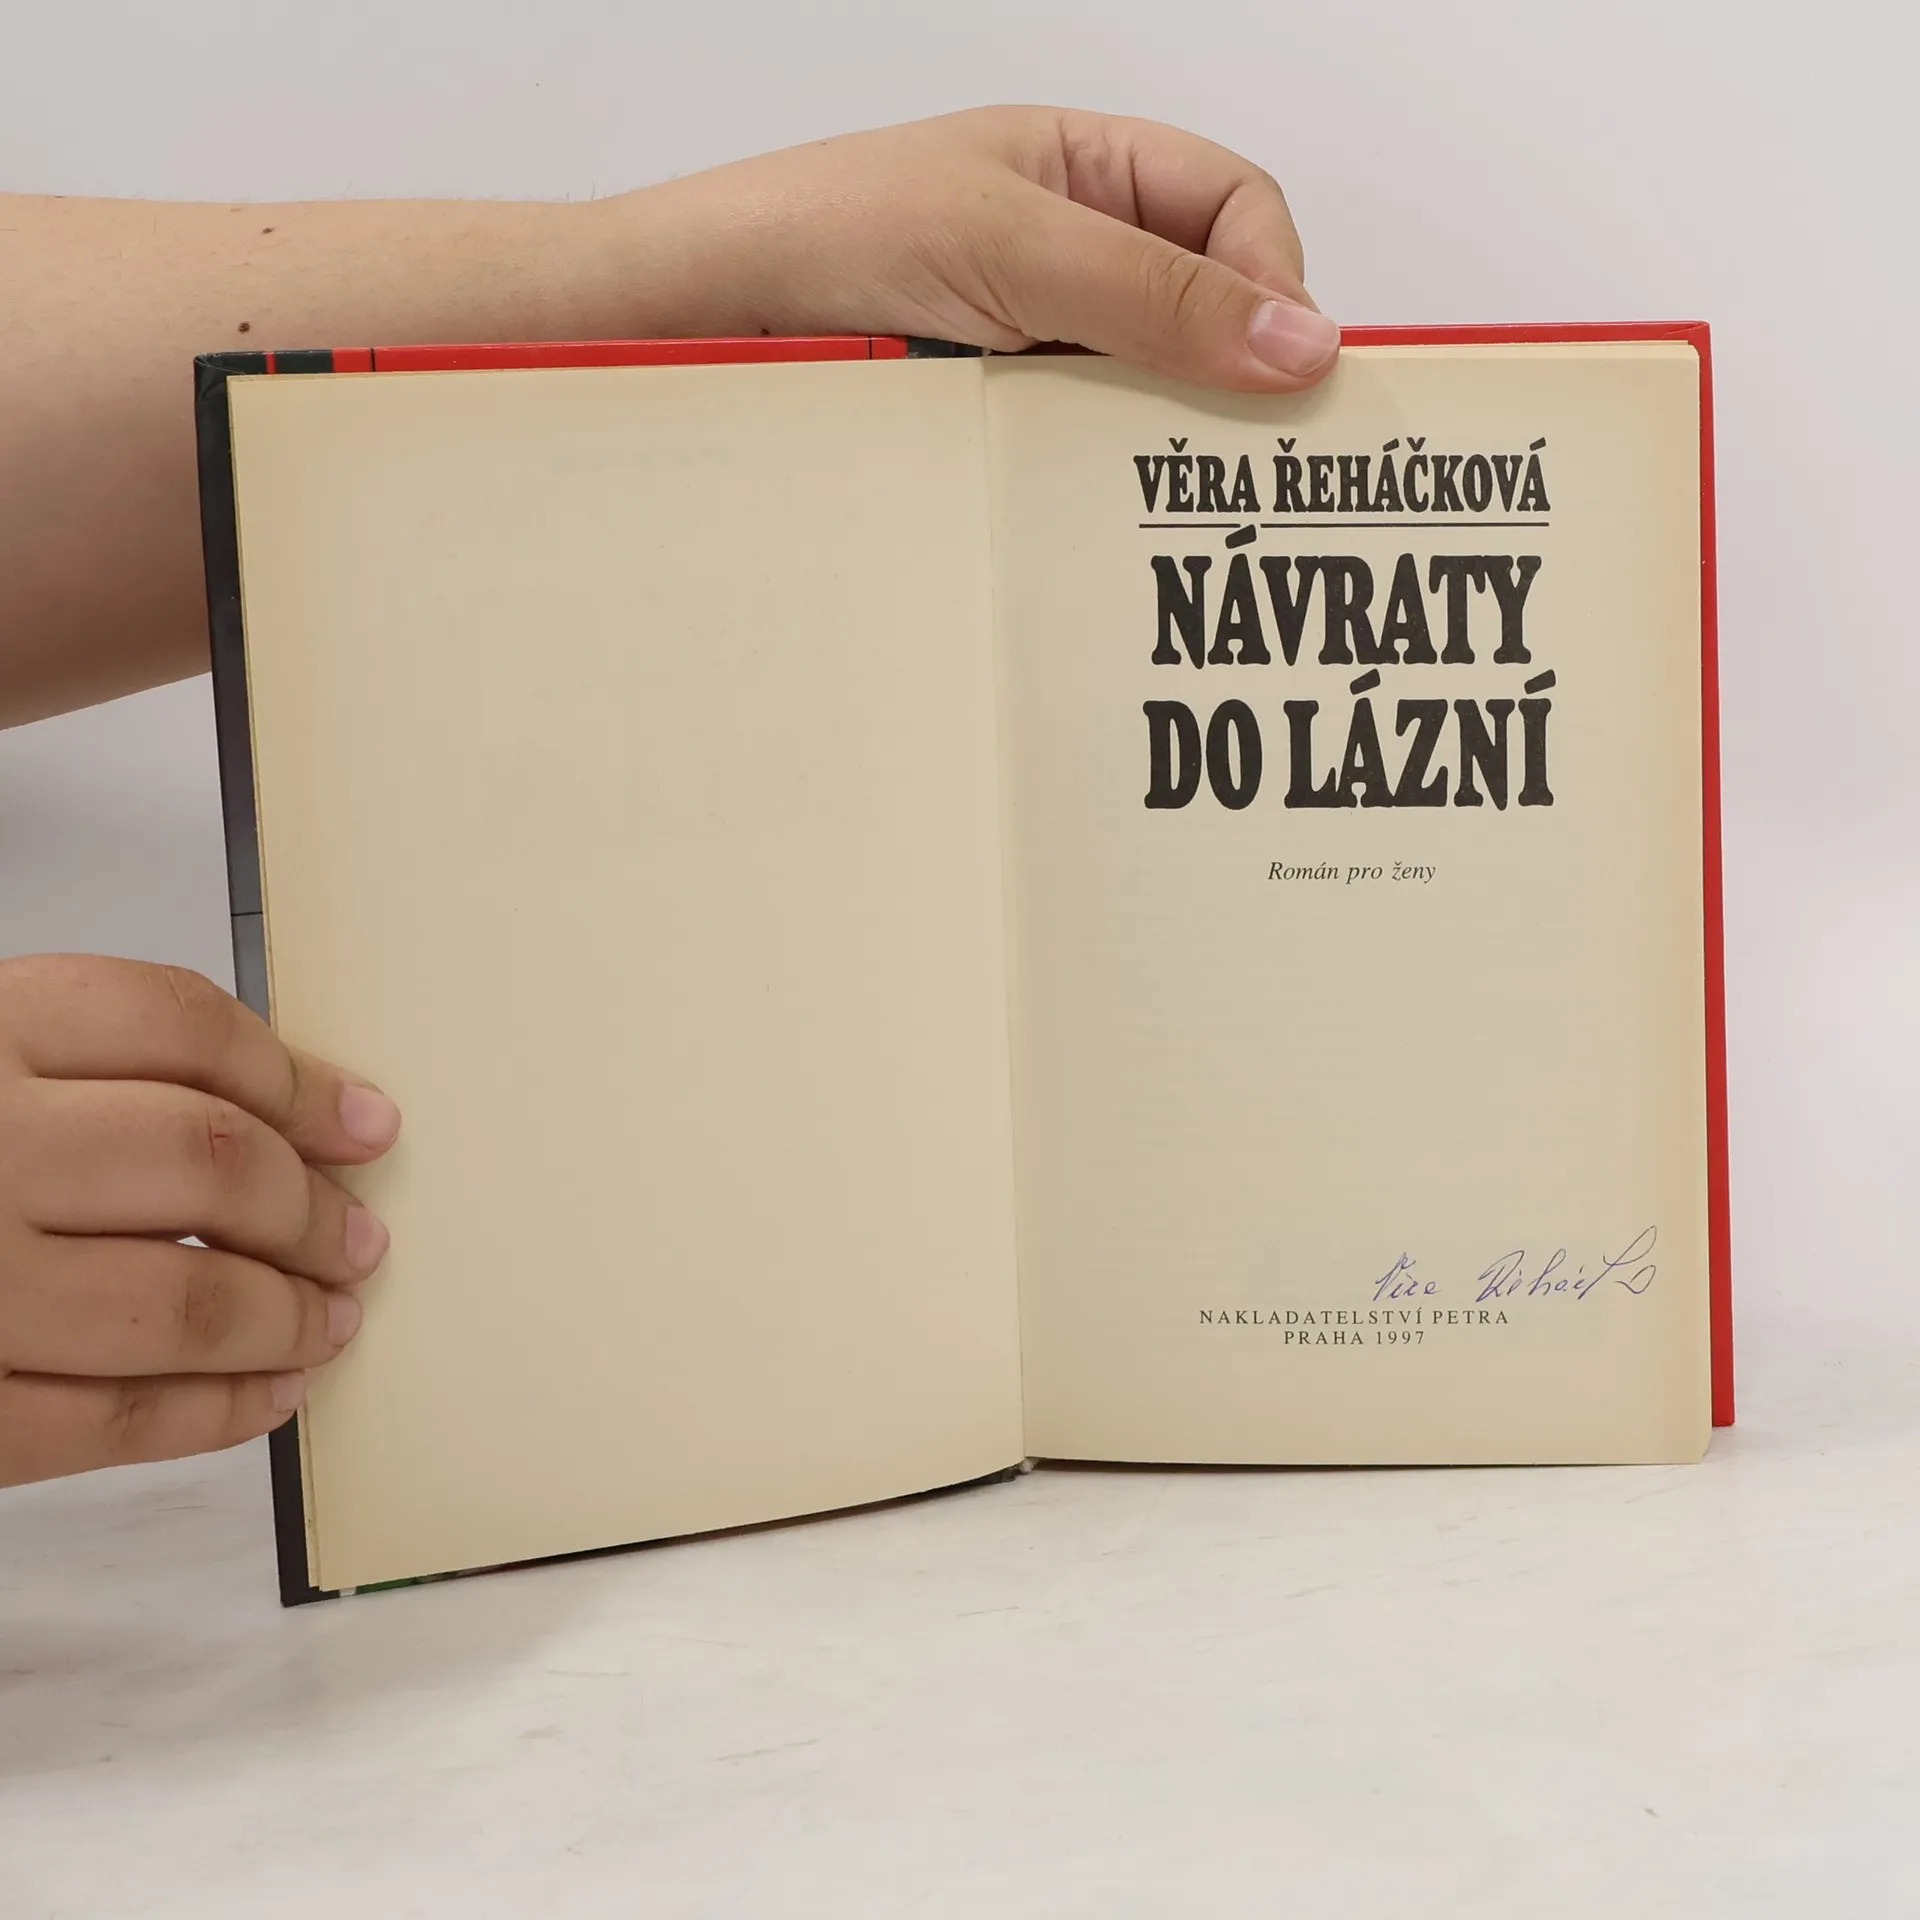 VĚRA ŘEHÁČKOVÁ
NÁVRATY
DO LÁZNÍ
Román pro ženy
NAKLADATELSTVÍ PETRA
PRAHA 1997